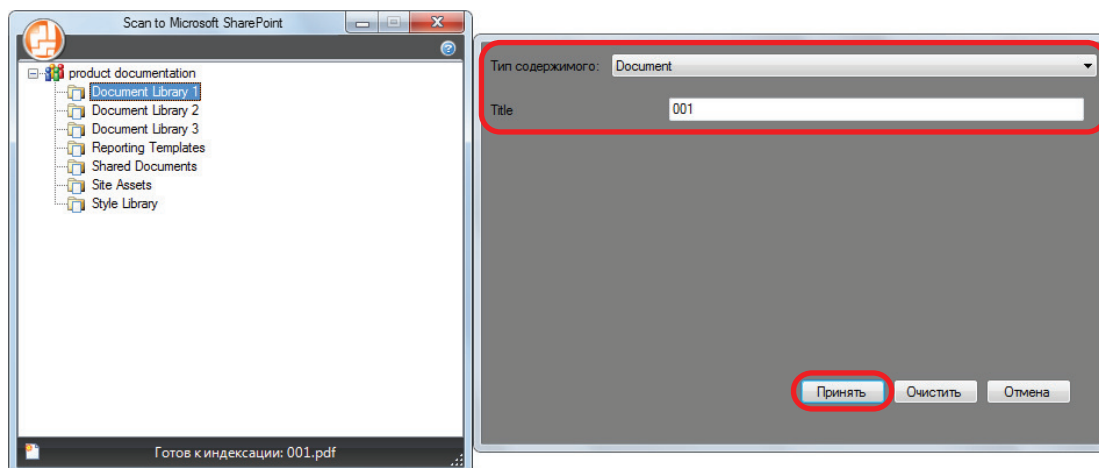 Scan to Microsoft SharePoint
product documentation
Document Library 1
Document Library 2
Document Library 3
Reporting Templates
Shared Documents
Site Assets
Style Library
Готов к индексации: 001.pdf
Тип содержимого: Document
Title 001
Принять Очистить Отмена